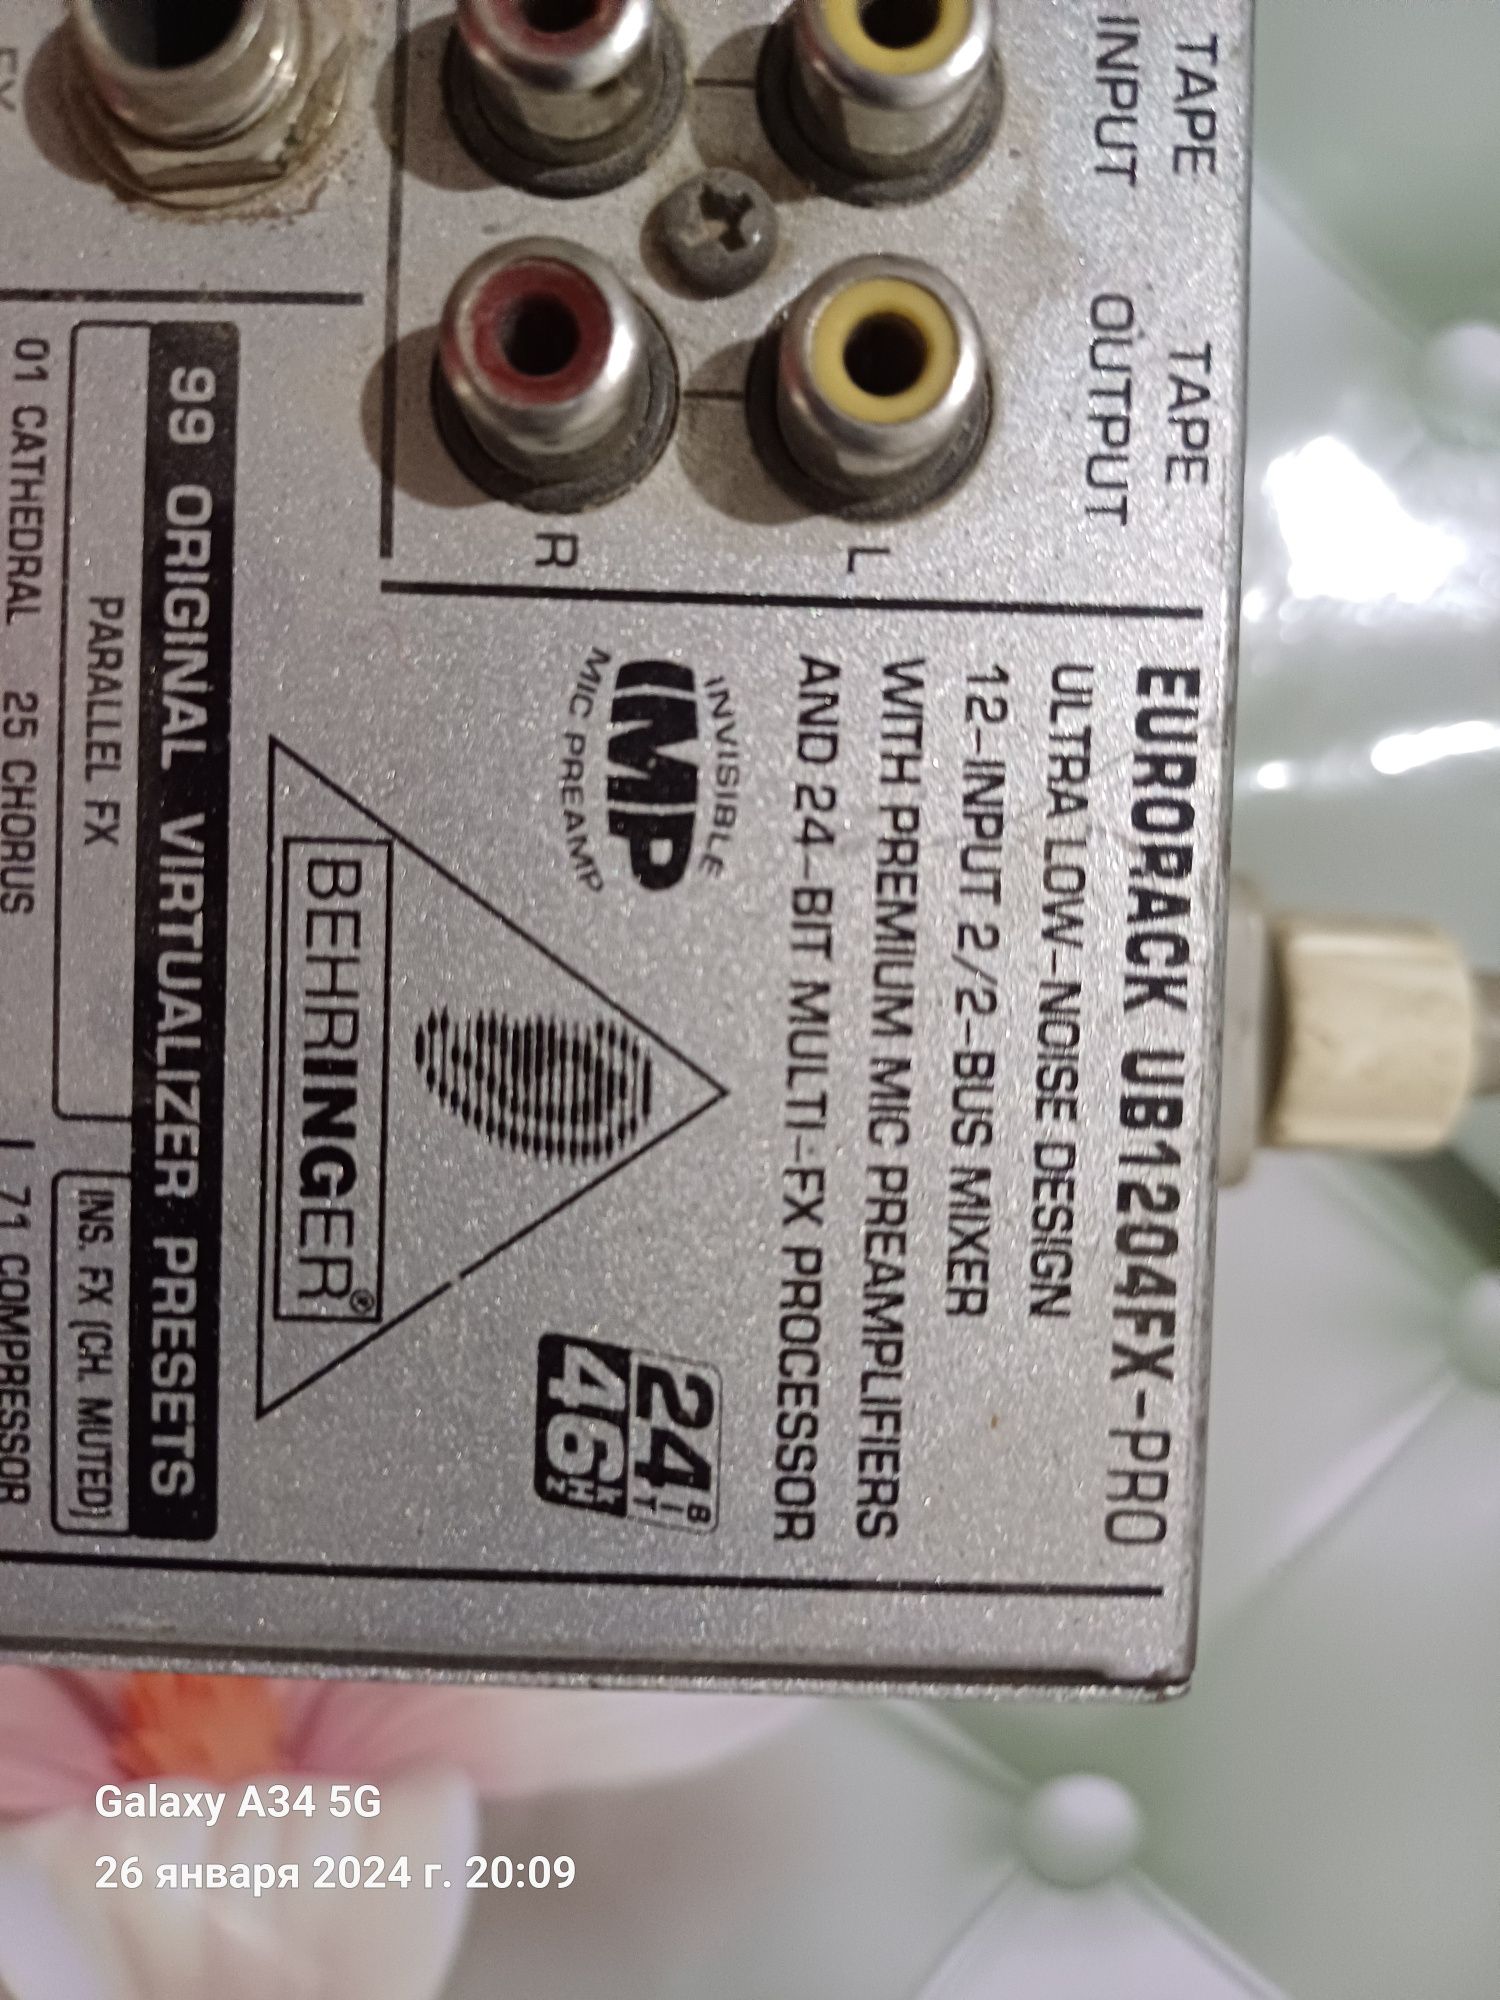 TAPE
INPUT
TAPE
OUTPUT
L
R
EURORACK UB1204FX-PRO
ULTRA LOW-NOISE DESIGN
12-INPUT 2/2-BUS MIXER
WITH PREMIUM MIC PREAMPLIFIERS
AND 24-BIT MULTI-FX PROCESSOR
INVISIBLE
IMP
MIC PREAMP
24 BIT
46 kHz
BEHRINGER®
99 ORIGINAL VIRTUALIZER PRESETS
PARALLEL FX
INS. FX (CH. MUTED)
01 CATHEDRAL 25 CHORUS 71 COMPRESSOR
Galaxy A34 5G
26 января 2024 г. 20:09